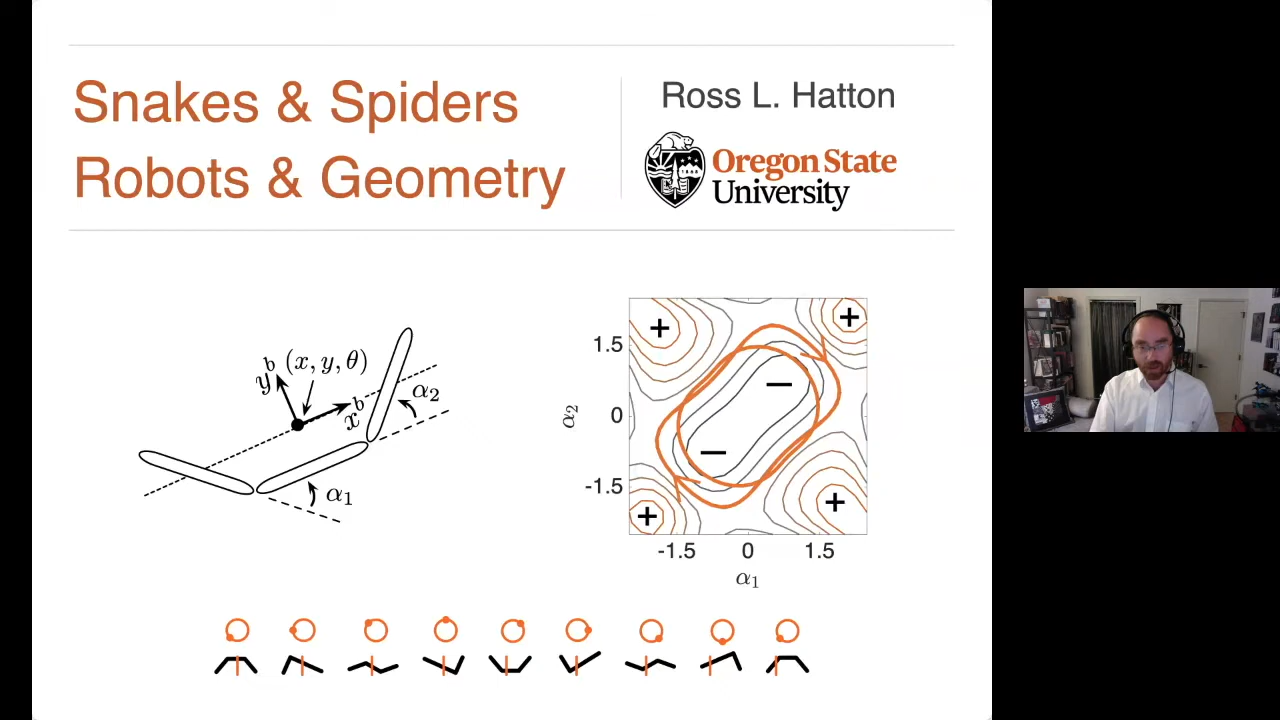 Snakes & Spiders
Robots & Geometry
Ross L. Hatton
Oregon State
University
y^b (x, y, θ)
x^b
α₂
α₁
+ +
1.5
−
α₂
0
−
-1.5
+ +
-1.5 0 1.5
α₁